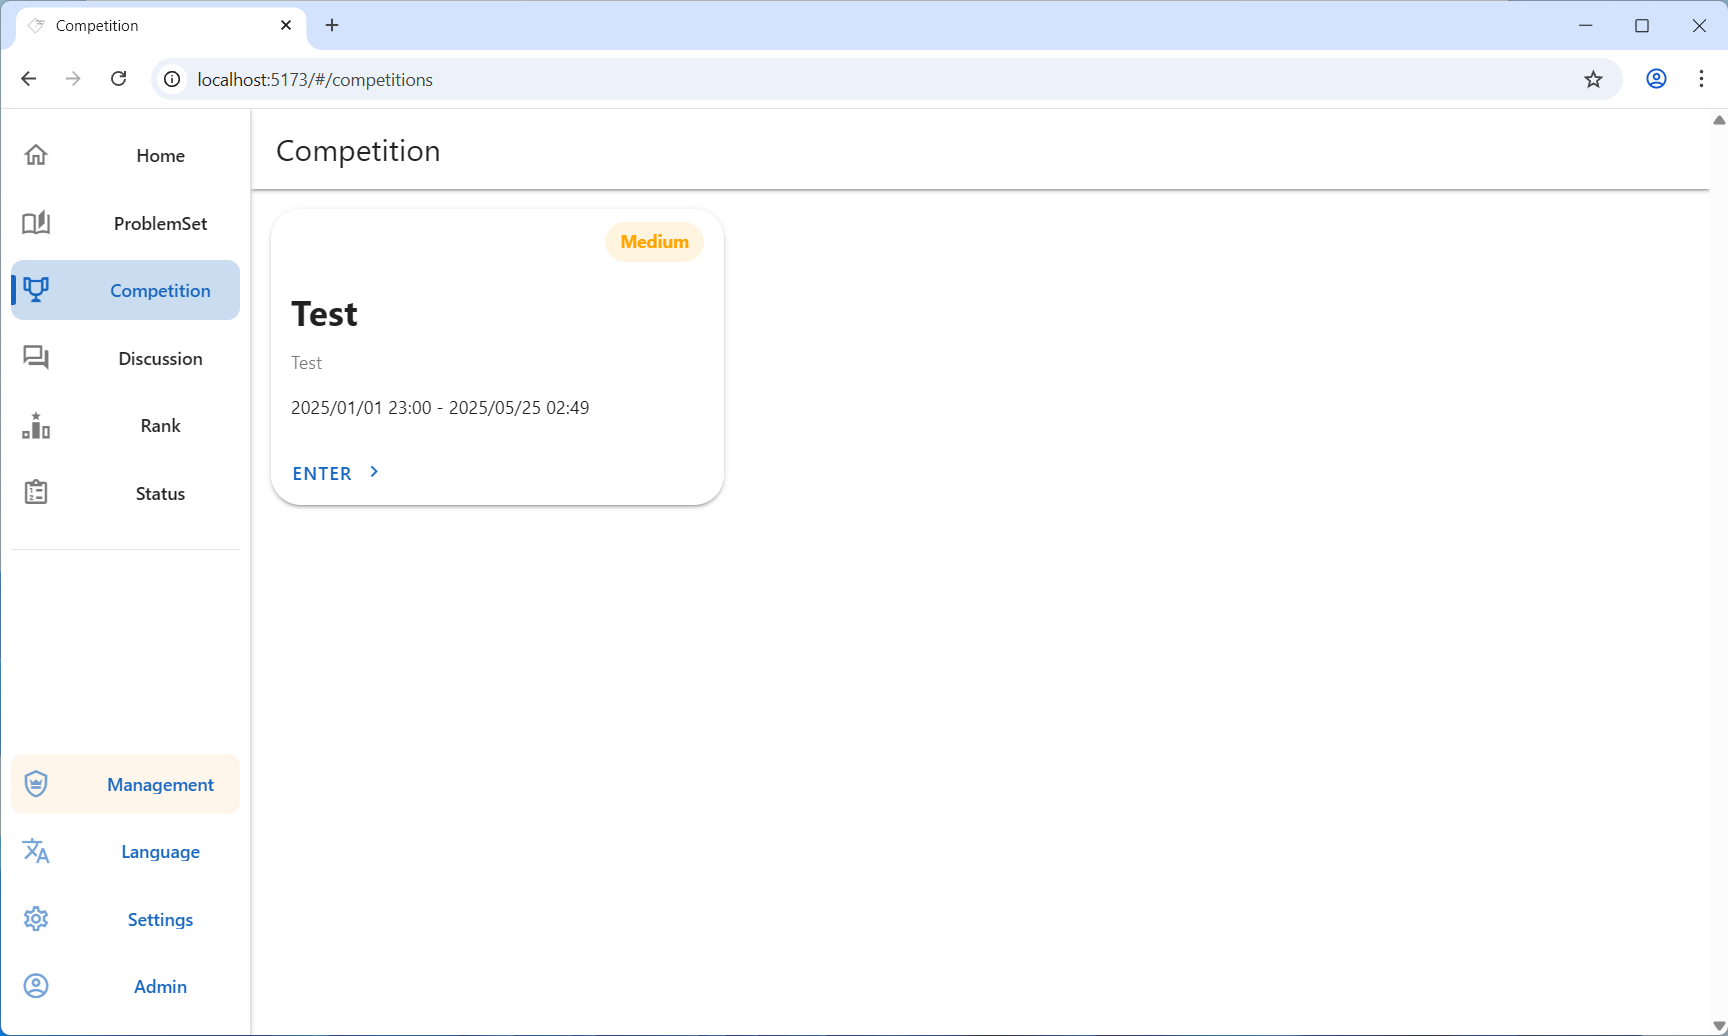 Competition
localhost:5173/#/competitions
Home
ProblemSet
Competition
Discussion
Rank
Status
Management
Language
Settings
Admin
Competition
Medium
Test
Test
2025/01/01 23:00 - 2025/05/25 02:49
ENTER